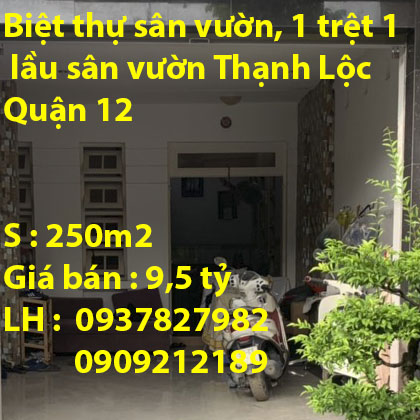 Biệt thự sân vườn, 1 trệt 1
lầu sân vườn Thạnh Lộc
Quận 12
S : 250m2
Giá bán : 9,5 tỷ
LH : 0937827982
0909212189